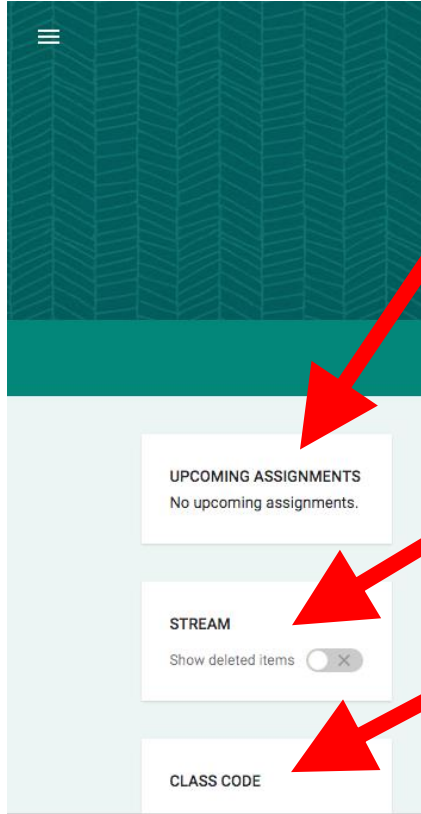 UPCOMING ASSIGNMENTS
No upcoming assignments.
STREAM
Show deleted items
CLASS CODE